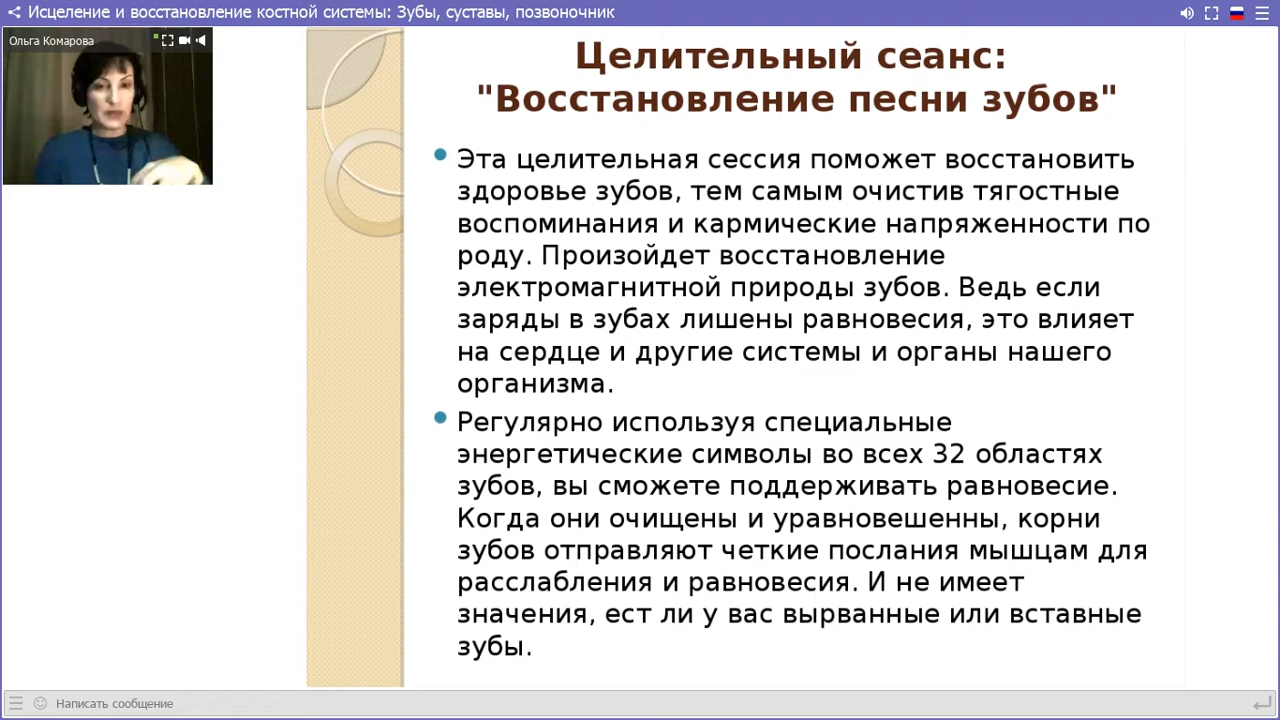 Исцеление и восстановление костной системы: Зубы, суставы, позвоночник
Ольга Комарова
Целительный сеанс:
"Восстановление песни зубов"
Эта целительная сессия поможет восстановить
здоровье зубов, тем самым очистив тягостные
воспоминания и кармические напряженности по
роду. Произойдет восстановление
электромагнитной природы зубов. Ведь если
заряды в зубах лишены равновесия, это влияет
на сердце и другие системы и органы нашего
организма.
Регулярно используя специальные
энергетические символы во всех 32 областях
зубов, вы сможете поддерживать равновесие.
Когда они очищены и уравновешенны, корни
зубов отправляют четкие послания мышцам для
расслабления и равновесия. И не имеет
значения, ест ли у вас вырванные или вставные
зубы.
Написать сообщение